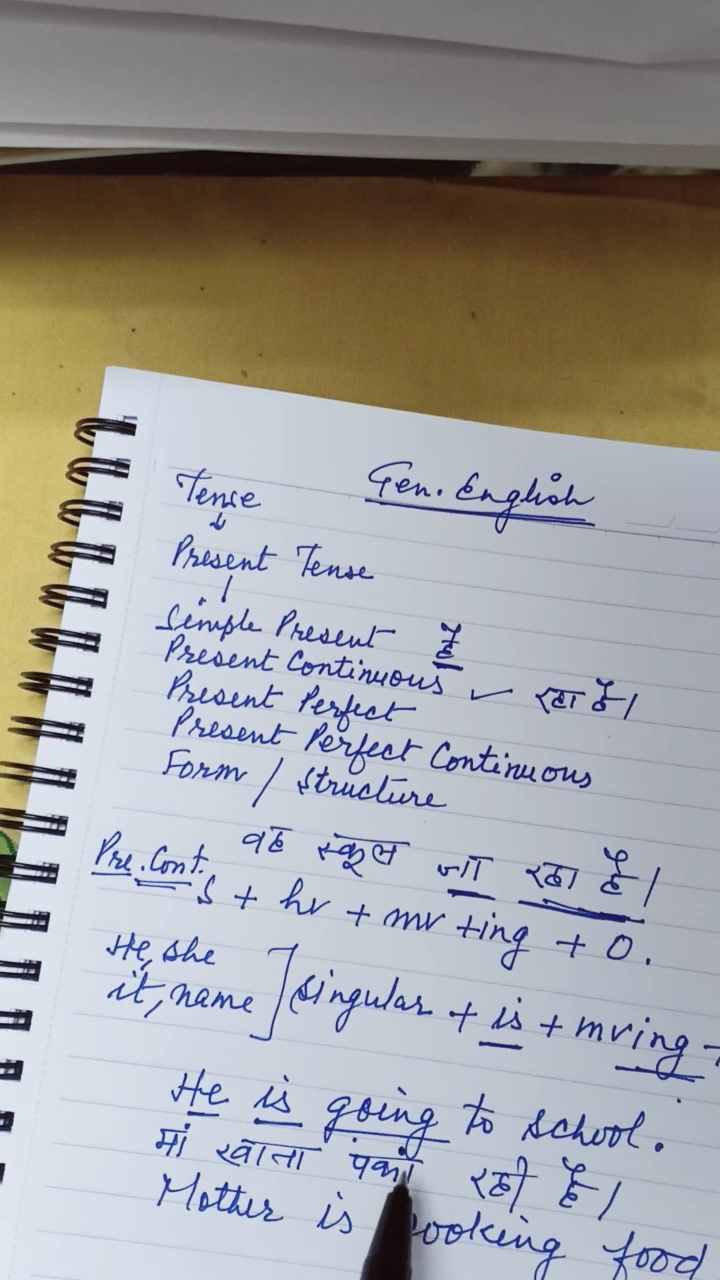 Gen. English
Tense
↓
Present Tense
Simple Present है
Present Continuous ✓ रहा है।
Present Perfect
Present Perfect Continuous
Form / Structure
वह स्कूल जा रहा है।
Pre. Cont. S + hv + mv +ing + O.
He, she
it, name ] singular + is + mving +
He is going to school.
मां खाना पका रही है।
Mother is cooking food